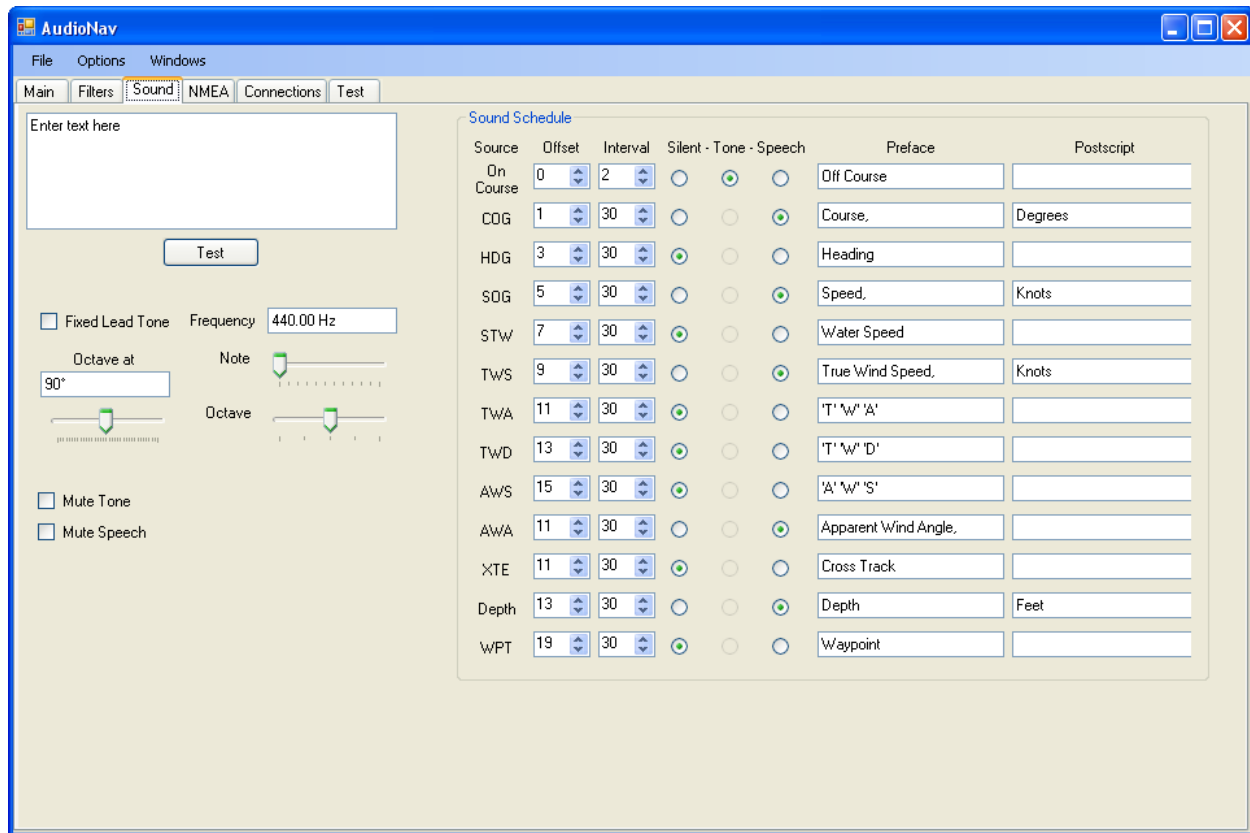 AudioNav
File Options Windows
Main Filters Sound NMEA Connections Test
Enter text here
Test
Fixed Lead Tone Frequency 440.00 Hz
Octave at Note
90°
Octave
Mute Tone
Mute Speech
Sound Schedule
Source Offset Interval Silent - Tone - Speech Preface Postscript
On Course 0 2 Off Course
COG 1 30 Course, Degrees
HDG 3 30 Heading
SOG 5 30 Speed, Knots
STW 7 30 Water Speed
TWS 9 30 True Wind Speed, Knots
TWA 11 30 'T' 'W' 'A'
TWD 13 30 'T' 'W' 'D'
AWS 15 30 'A' 'W' 'S'
AWA 11 30 Apparent Wind Angle,
XTE 11 30 Cross Track
Depth 13 30 Depth Feet
WPT 19 30 Waypoint